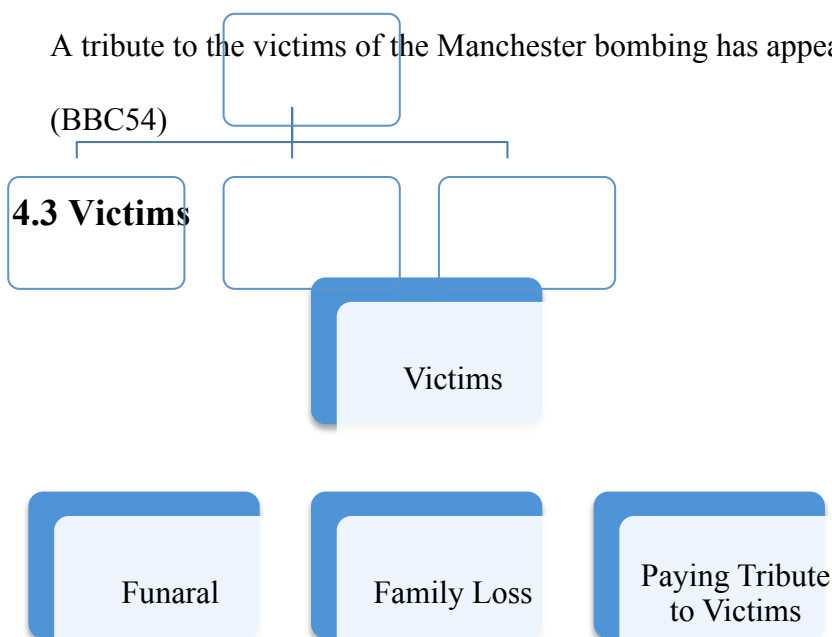 A tribute to the victims of the Manchester bombing has appea
(BBC54)
4.3 Victims
Victims
Funaral
Family Loss
Paying Tribute
to Victims